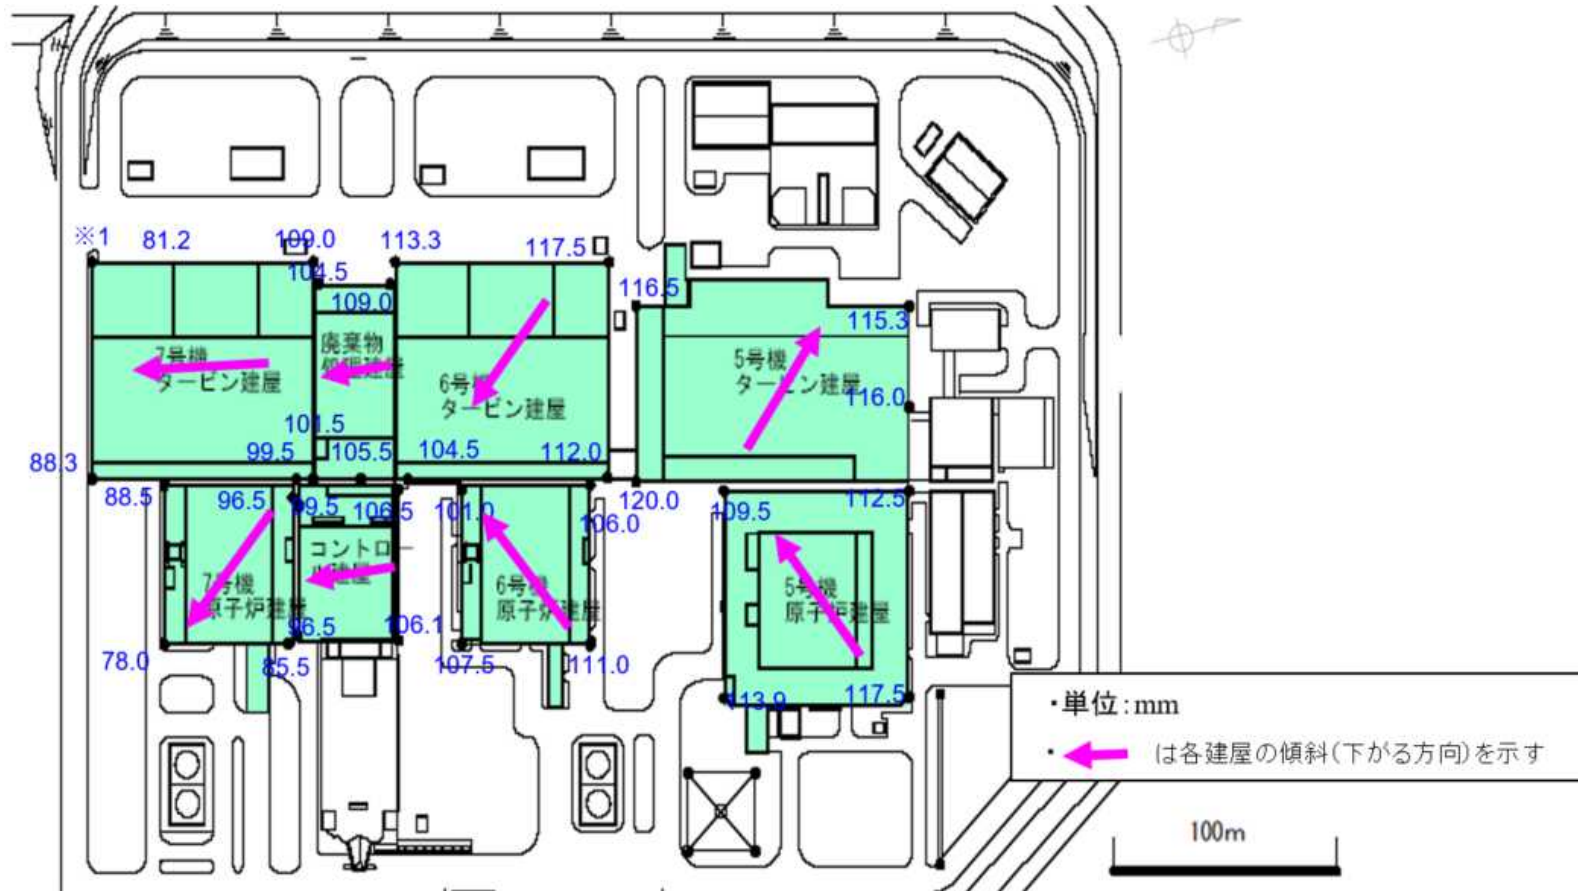 ※1 81.2 109.0 113.3 117.5
104.5
109.0
116.5
115.3
7号機
タービン建屋
廃棄物
処理建屋
6号機
タービン建屋
5号機
タービン建屋
116.0
101.5
99.5 105.5 104.5 112.0
88.3
88.5 96.5 99.5 106.5 101.0 106.0 120.0 109.5 112.5
コントロー
ル建屋
7号機
原子炉建屋
6号機
原子炉建屋
5号機
原子炉建屋
96.5 106.1
78.0 85.5 107.5 111.0
113.9 117.5
・単位：mm
・ は各建屋の傾斜(下がる方向)を示す
100m